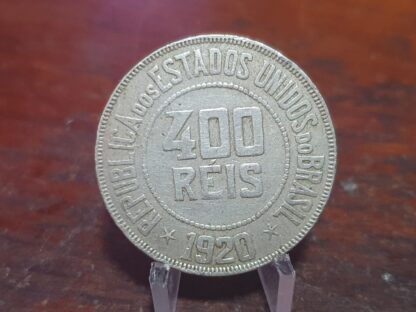 REPUBLICA DOS ESTADOS UNIDOS DO BRASIL
400
RÉIS
1920